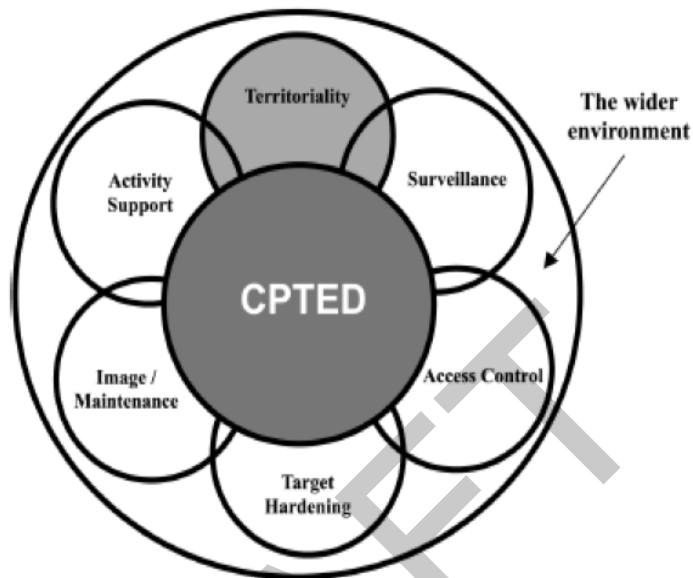 Territoriality
The wider
environment
Activity
Support
Surveillance
CPTED
Image /
Maintenance
Access Control
Target
Hardening